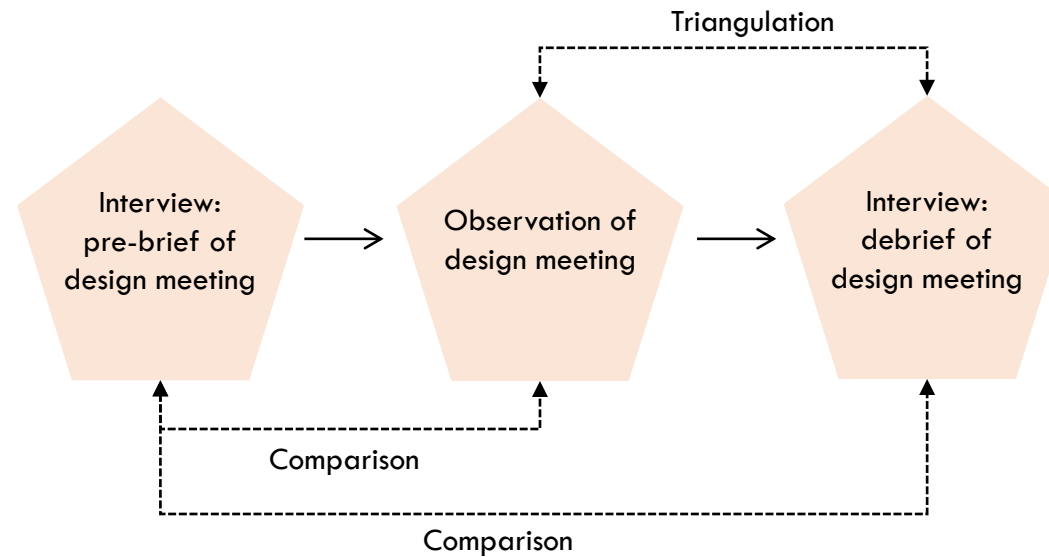 Triangulation
Interview:
pre-brief of
design meeting
Observation of
design meeting
Interview:
debrief of
design meeting
Comparison
Comparison